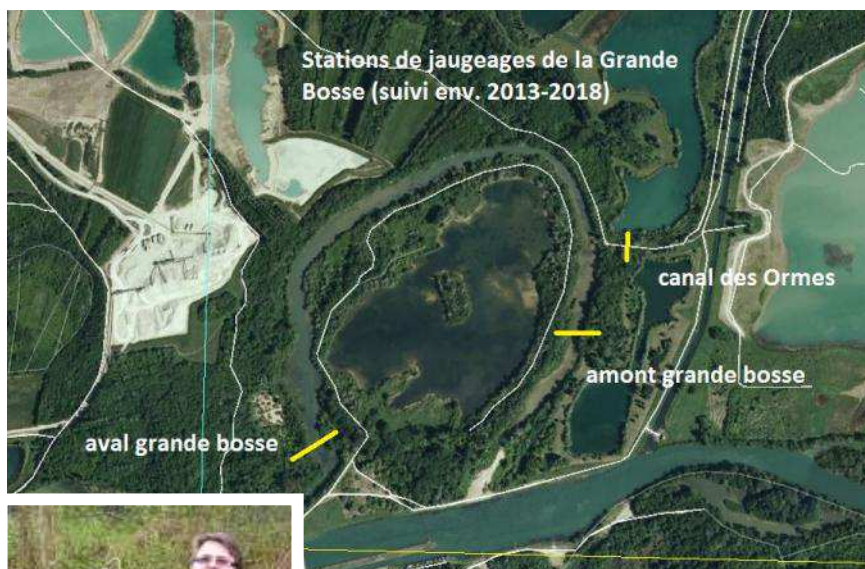 Stations de jaugeages de la Grande
Bosse (suivi env. 2013-2018)
canal des Ormes
amont grande bosse
aval grande bosse